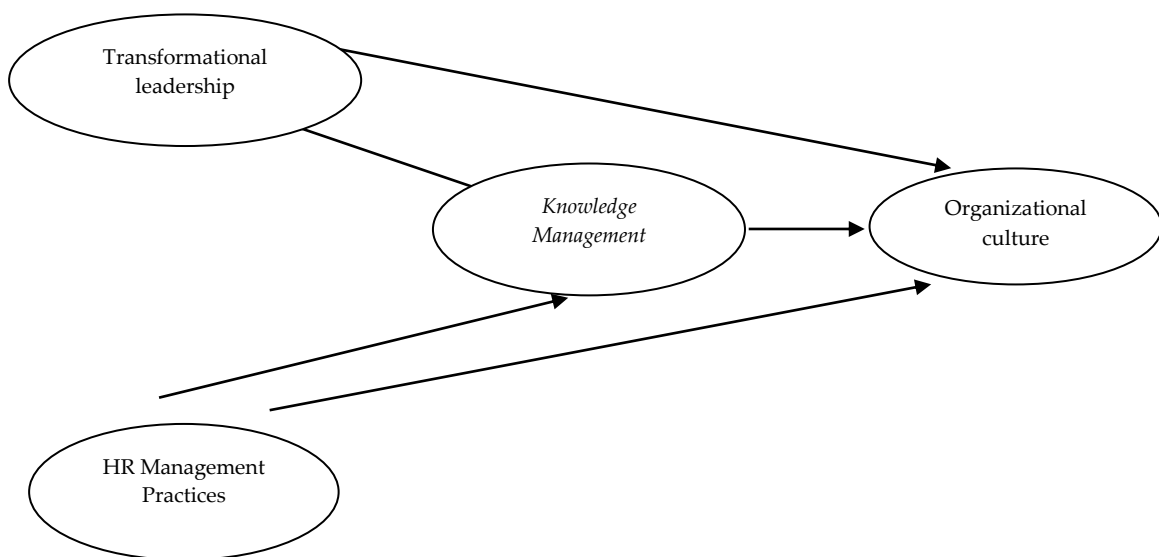 Transformational
leadership
Knowledge
Management
Organizational
culture
HR Management
Practices